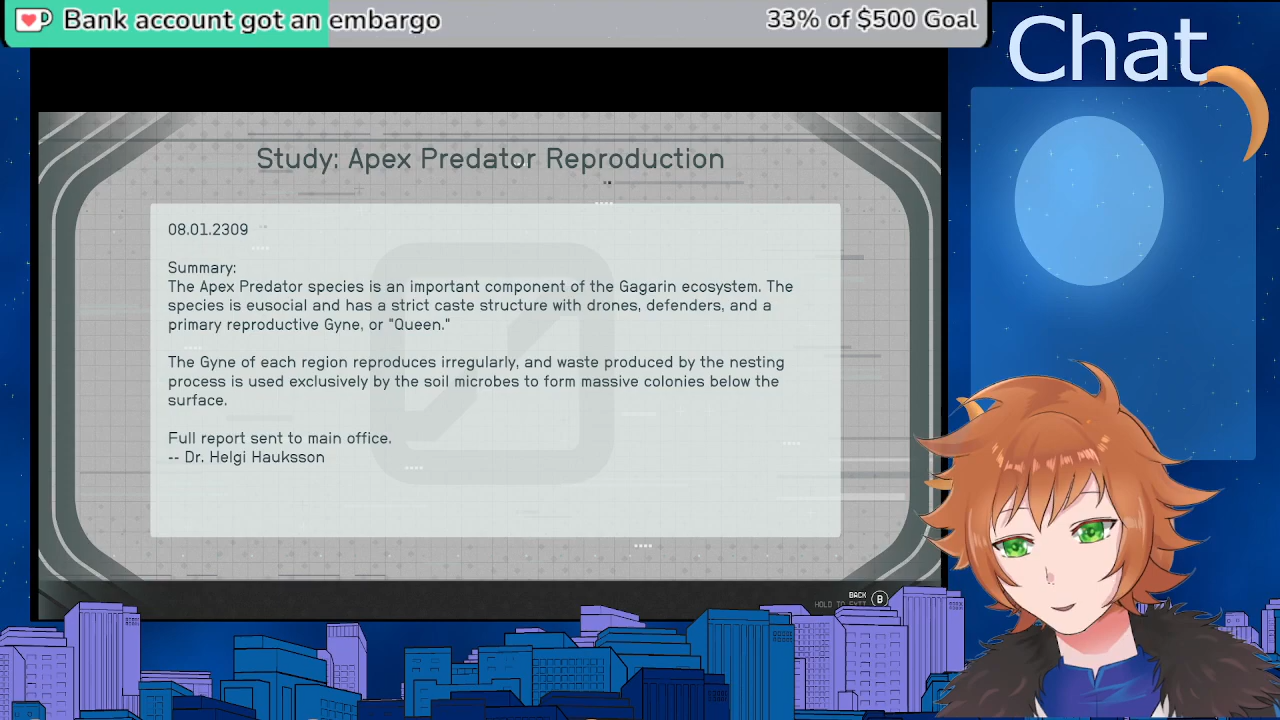 Bank account got an embargo
33% of $500 Goal
Chat
Study: Apex Predator Reproduction
08.01.2309
Summary:
The Apex Predator species is an important component of the Gagarin ecosystem. The
species is eusocial and has a strict caste structure with drones, defenders, and a
primary reproductive Gyne, or "Queen."
The Gyne of each region reproduces irregularly, and waste produced by the nesting
process is used exclusively by the soil microbes to form massive colonies below the
surface.
Full report sent to main office.
-- Dr. Helgi Hauksson
BACK
HOLD TO EXIT
B